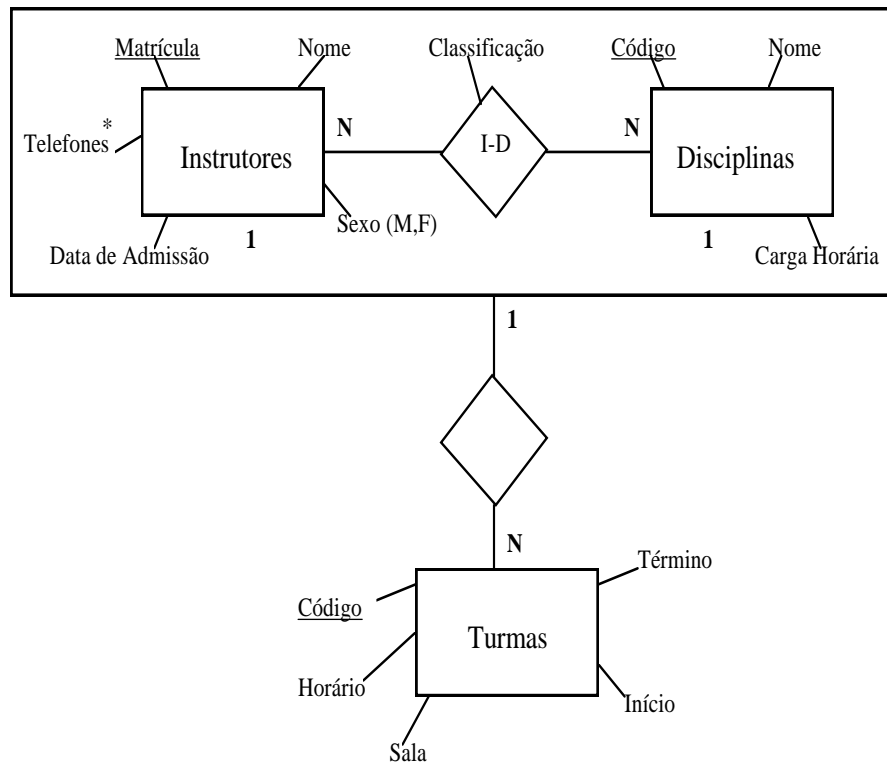 Matrícula
Nome
Classificação
Código
Nome
Telefones*
Instrutores
N
I-D
N
Disciplinas
Sexo (M,F)
Data de Admissão
1
1
Carga Horária
1
N
Término
Código
Turmas
Horário
Início
Sala